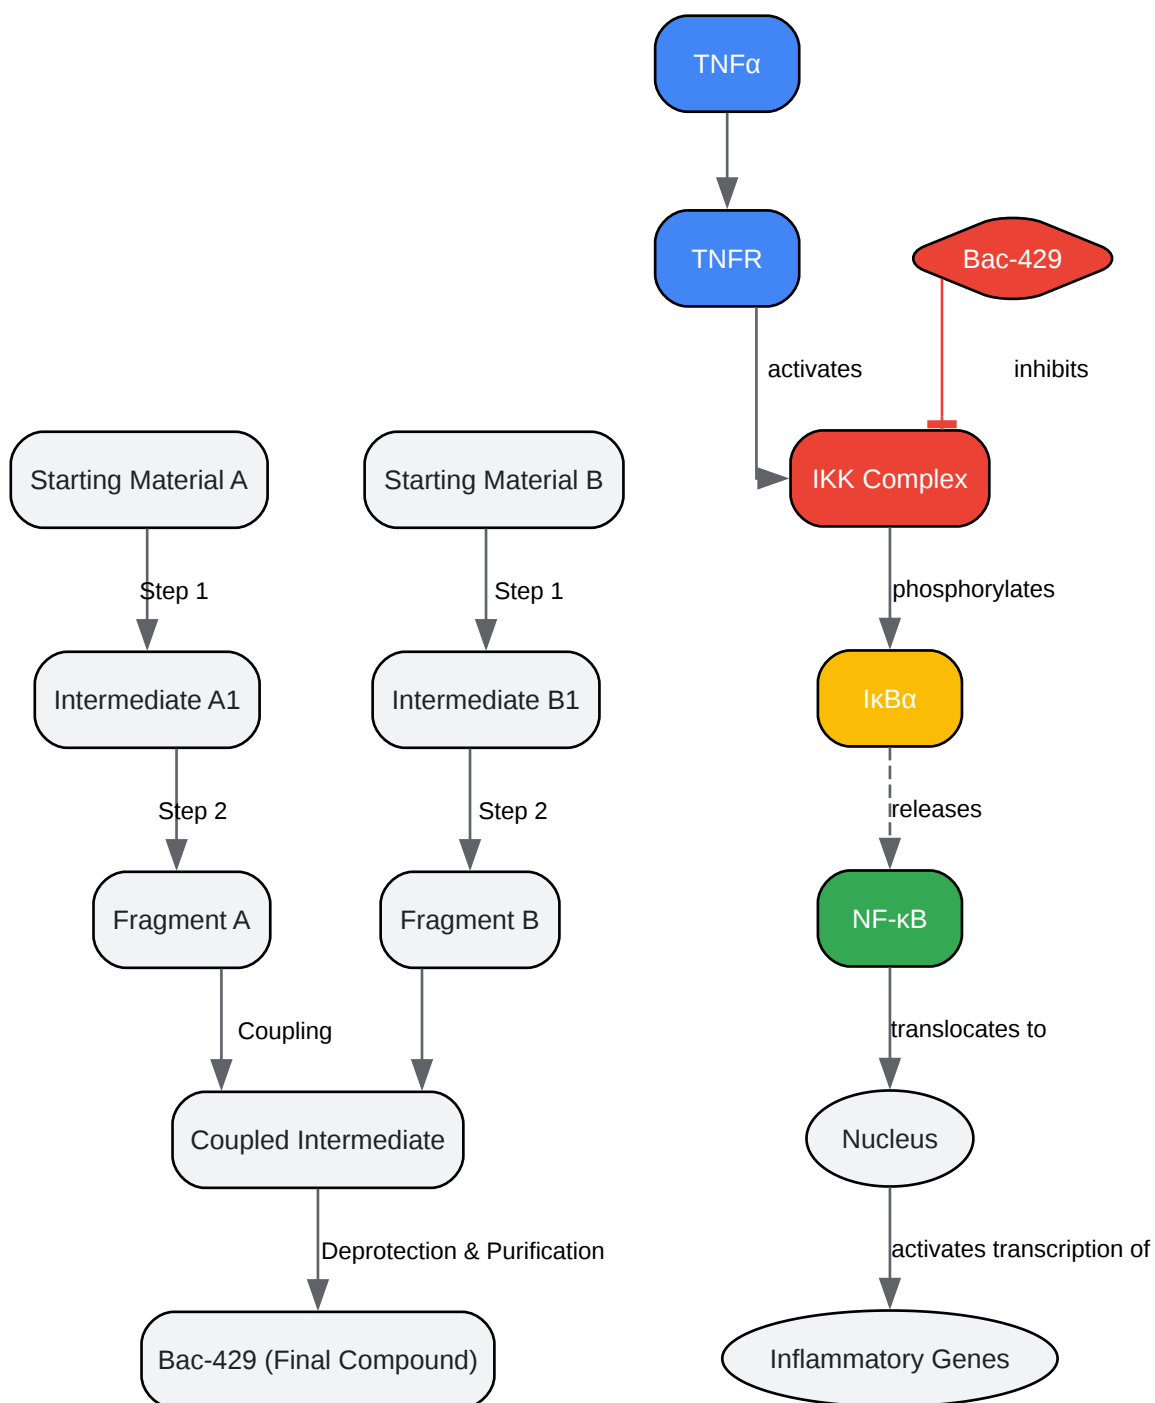 TNFα
TNFR
Bac-429
activates
inhibits
Starting Material A
Starting Material B
IKK Complex
Step 1
Step 1
phosphorylates
Intermediate A1
Intermediate B1
IκBα
Step 2
Step 2
releases
Fragment A
Fragment B
NF-κB
Coupling
translocates to
Coupled Intermediate
Nucleus
Deprotection & Purification
activates transcription of
Bac-429 (Final Compound)
Inflammatory Genes